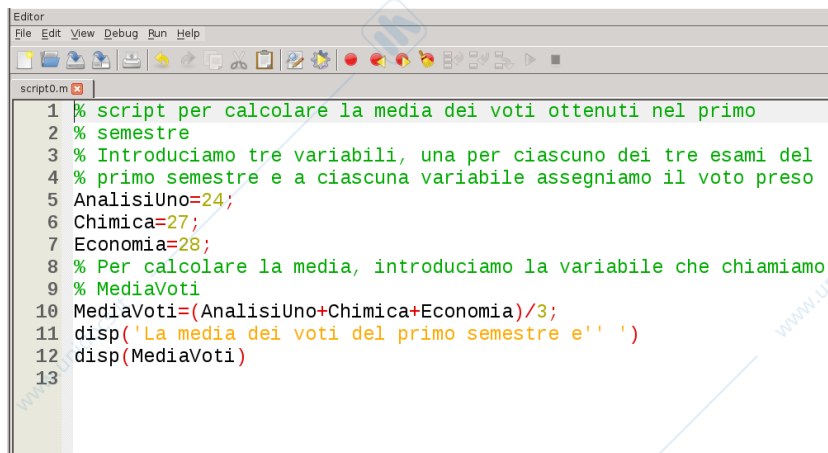 Editor
File Edit View Debug Run Help
script0.m
1 % script per calcolare la media dei voti ottenuti nel primo
2 % semestre
3 % Introduciamo tre variabili, una per ciascuno dei tre esami del
4 % primo semestre e a ciascuna variabile assegniamo il voto preso
5 AnalisiUno=24;
6 Chimica=27;
7 Economia=28;
8 % Per calcolare la media, introduciamo la variabile che chiamiamo
9 % MediaVoti
10 MediaVoti=(AnalisiUno+Chimica+Economia)/3;
11 disp('La media dei voti del primo semestre e'' ')
12 disp(MediaVoti)
13